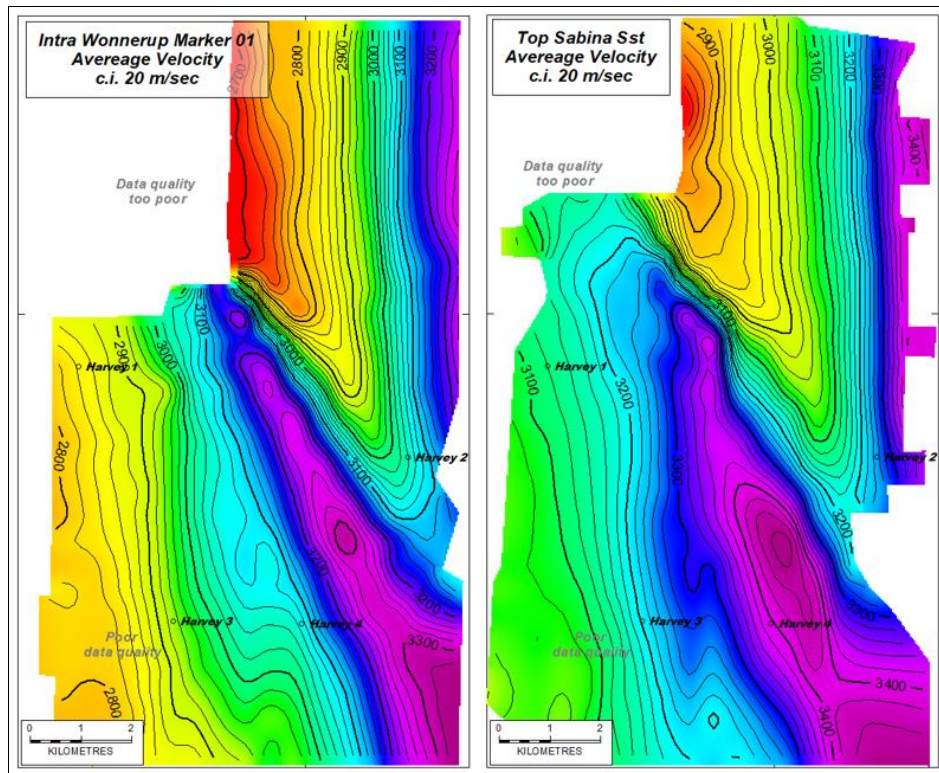 Intra Wonnerup Marker 01
Avereage Velocity
c.i. 20 m/sec
2700
2800
2900
3000
3100
3200
Data quality
too poor
3100
3000
2900
3000
Harvey 1
2800
Harvey 2
3100
3200
3200
Harvey 3
Harvey 4
Poor
data quality
3300
2800
0
2
KILOMETRES
Top Sabina Sst
Avereage Velocity
c.i. 20 m/sec
2900
3000
3100
3200
3300
3400
Data quality
too poor
3100
3100
Harvey 1
3200
Harvey 2
3300
3200
3300
Harvey 3
Harvey 4
Poor
data quality
3400
3400
0
2
KILOMETRES